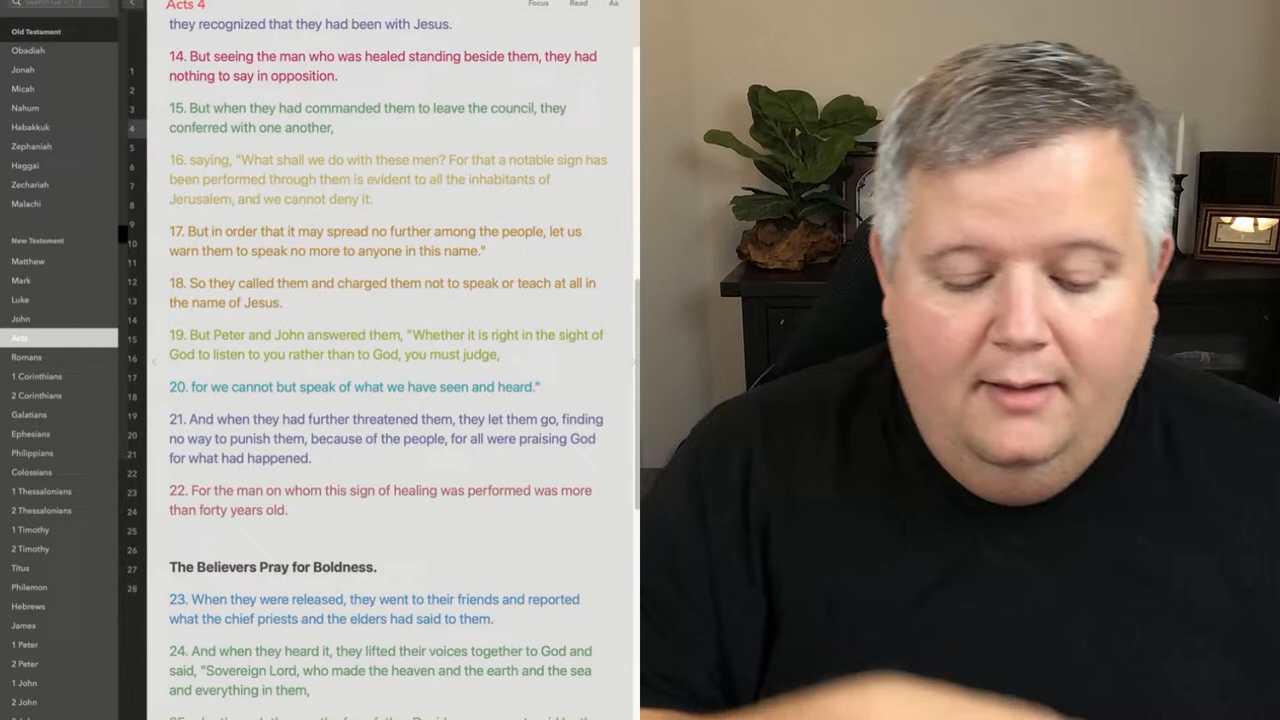 Search Ge 1:1-3
Acts 4
Focus
Read
Aa
Old Testament
Obadiah
Jonah
Micah
Nahum
Habakkuk
Zephaniah
Haggai
Zechariah
Malachi
New Testament
Matthew
Mark
Luke
John
Acts
Romans
1 Corinthians
2 Corinthians
Galatians
Ephesians
Philippians
Colossians
1 Thessalonians
2 Thessalonians
1 Timothy
2 Timothy
Titus
Philemon
Hebrews
James
1 Peter
2 Peter
1 John
2 John
1
2
3
4
5
6
7
8
9
10
11
12
13
14
15
16
17
18
19
20
21
22
23
24
25
26
27
28
they recognized that they had been with Jesus.
14. But seeing the man who was healed standing beside them, they had
nothing to say in opposition.
15. But when they had commanded them to leave the council, they
conferred with one another,
16. saying, "What shall we do with these men? For that a notable sign has
been performed through them is evident to all the inhabitants of
Jerusalem, and we cannot deny it.
17. But in order that it may spread no further among the people, let us
warn them to speak no more to anyone in this name."
18. So they called them and charged them not to speak or teach at all in
the name of Jesus.
19. But Peter and John answered them, "Whether it is right in the sight of
God to listen to you rather than to God, you must judge,
20. for we cannot but speak of what we have seen and heard."
21. And when they had further threatened them, they let them go, finding
no way to punish them, because of the people, for all were praising God
for what had happened.
22. For the man on whom this sign of healing was performed was more
than forty years old.
The Believers Pray for Boldness.
23. When they were released, they went to their friends and reported
what the chief priests and the elders had said to them.
24. And when they heard it, they lifted their voices together to God and
said, "Sovereign Lord, who made the heaven and the earth and the sea
and everything in them,